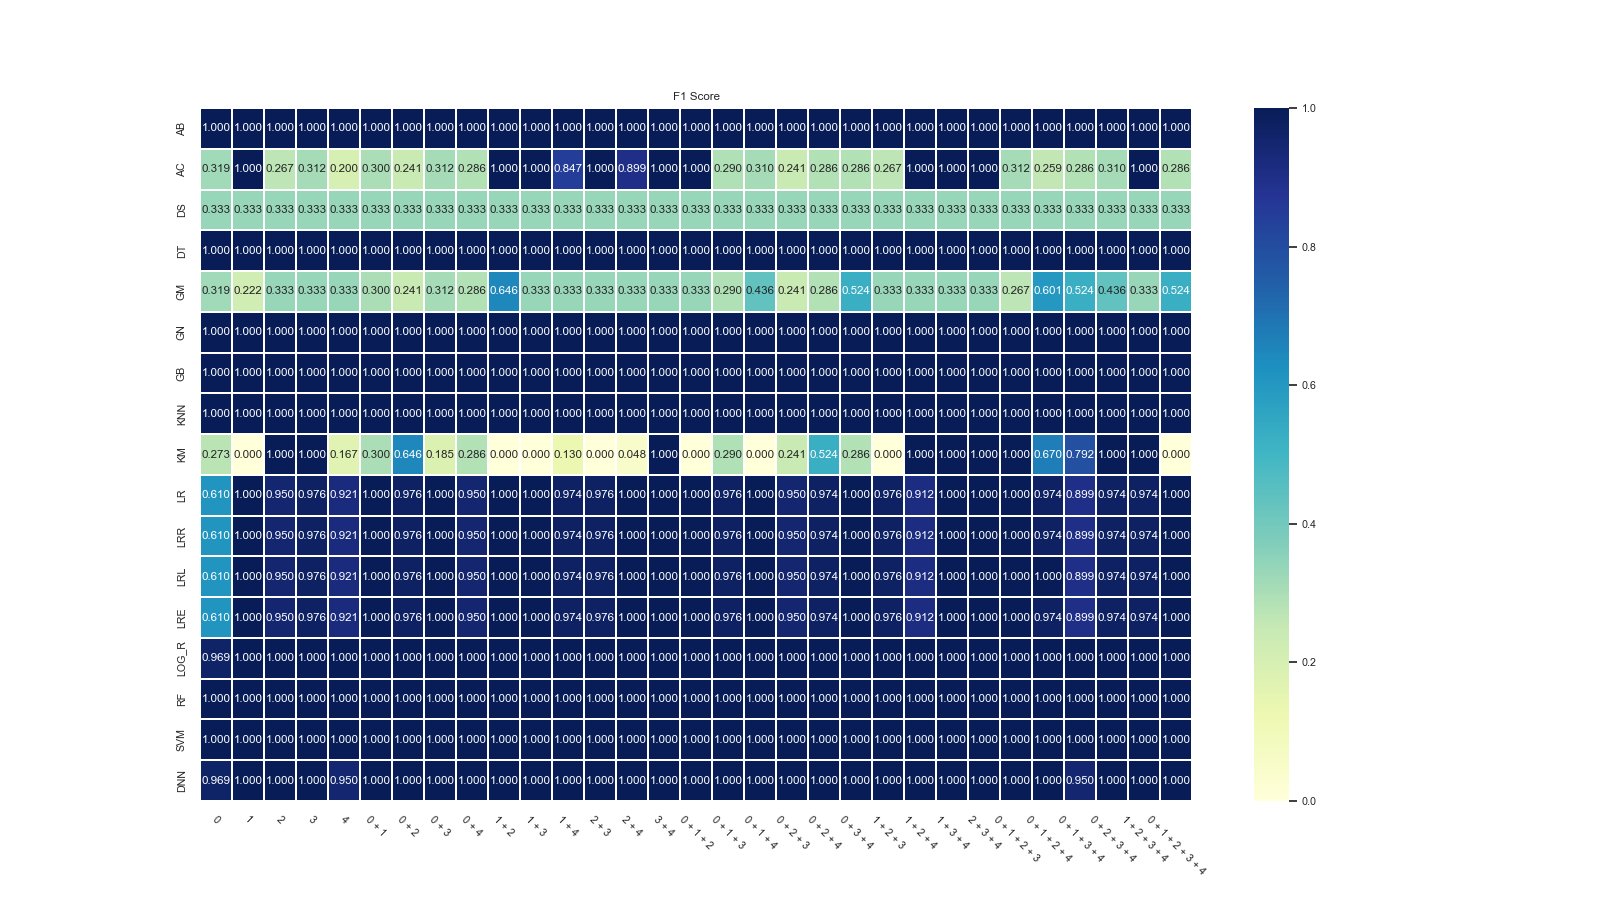 F1 Score
AB 1.000 1.000 1.000 1.000 1.000 1.000 1.000 1.000 1.000 1.000 1.000 1.000 1.000 1.000 1.000 1.000 1.000 1.000 1.000 1.000 1.000 1.000 1.000 1.000 1.000 1.000 1.000 1.000 1.000 1.000 1.000
AC 0.319 1.000 0.267 0.312 0.200 0.300 0.241 0.312 0.286 1.000 1.000 0.847 1.000 0.899 1.000 1.000 0.290 0.310 0.241 0.286 0.286 0.267 1.000 1.000 1.000 0.312 0.259 0.286 0.310 1.000 0.286
DS 0.333 0.333 0.333 0.333 0.333 0.333 0.333 0.333 0.333 0.333 0.333 0.333 0.333 0.333 0.333 0.333 0.333 0.333 0.333 0.333 0.333 0.333 0.333 0.333 0.333 0.333 0.333 0.333 0.333 0.333 0.333
DT 1.000 1.000 1.000 1.000 1.000 1.000 1.000 1.000 1.000 1.000 1.000 1.000 1.000 1.000 1.000 1.000 1.000 1.000 1.000 1.000 1.000 1.000 1.000 1.000 1.000 1.000 1.000 1.000 1.000 1.000 1.000
GM 0.319 0.222 0.333 0.333 0.333 0.300 0.241 0.312 0.286 0.646 0.333 0.333 0.333 0.333 0.333 0.333 0.290 0.436 0.241 0.286 0.524 0.333 0.333 0.333 0.333 0.267 0.601 0.524 0.436 0.333 0.524
GN 1.000 1.000 1.000 1.000 1.000 1.000 1.000 1.000 1.000 1.000 1.000 1.000 1.000 1.000 1.000 1.000 1.000 1.000 1.000 1.000 1.000 1.000 1.000 1.000 1.000 1.000 1.000 1.000 1.000 1.000 1.000
GB 1.000 1.000 1.000 1.000 1.000 1.000 1.000 1.000 1.000 1.000 1.000 1.000 1.000 1.000 1.000 1.000 1.000 1.000 1.000 1.000 1.000 1.000 1.000 1.000 1.000 1.000 1.000 1.000 1.000 1.000 1.000
KNN 1.000 1.000 1.000 1.000 1.000 1.000 1.000 1.000 1.000 1.000 1.000 1.000 1.000 1.000 1.000 1.000 1.000 1.000 1.000 1.000 1.000 1.000 1.000 1.000 1.000 1.000 1.000 1.000 1.000 1.000 1.000
KM 0.273 0.000 1.000 1.000 0.167 0.300 0.646 0.185 0.286 0.000 0.000 0.130 0.000 0.048 1.000 0.000 0.290 0.000 0.241 0.524 0.286 0.000 1.000 1.000 1.000 1.000 0.670 0.792 1.000 1.000 0.000
LR 0.610 1.000 0.950 0.976 0.921 1.000 0.976 1.000 0.950 1.000 1.000 0.974 0.976 1.000 1.000 1.000 0.976 1.000 0.950 0.974 1.000 0.976 0.912 1.000 1.000 1.000 0.974 0.899 0.974 0.974 1.000
LRR 0.610 1.000 0.950 0.976 0.921 1.000 0.976 1.000 0.950 1.000 1.000 0.974 0.976 1.000 1.000 1.000 0.976 1.000 0.950 0.974 1.000 0.976 0.912 1.000 1.000 1.000 0.974 0.899 0.974 0.974 1.000
LRL 0.610 1.000 0.950 0.976 0.921 1.000 0.976 1.000 0.950 1.000 1.000 0.974 0.976 1.000 1.000 1.000 0.976 1.000 0.950 0.974 1.000 0.976 0.912 1.000 1.000 1.000 0.974 0.899 0.974 0.974 1.000
LRE 0.610 1.000 0.950 0.976 0.921 1.000 0.976 1.000 0.950 1.000 1.000 0.974 0.976 1.000 1.000 1.000 0.976 1.000 0.950 0.974 1.000 0.976 0.912 1.000 1.000 1.000 0.974 0.899 0.974 0.974 1.000
LOG_R 0.969 1.000 1.000 1.000 1.000 1.000 1.000 1.000 1.000 1.000 1.000 1.000 1.000 1.000 1.000 1.000 1.000 1.000 1.000 1.000 1.000 1.000 1.000 1.000 1.000 1.000 1.000 1.000 1.000 1.000 1.000
RF 1.000 1.000 1.000 1.000 1.000 1.000 1.000 1.000 1.000 1.000 1.000 1.000 1.000 1.000 1.000 1.000 1.000 1.000 1.000 1.000 1.000 1.000 1.000 1.000 1.000 1.000 1.000 1.000 1.000 1.000 1.000
SVM 1.000 1.000 1.000 1.000 1.000 1.000 1.000 1.000 1.000 1.000 1.000 1.000 1.000 1.000 1.000 1.000 1.000 1.000 1.000 1.000 1.000 1.000 1.000 1.000 1.000 1.000 1.000 1.000 1.000 1.000 1.000
DNN 0.969 1.000 1.000 1.000 0.950 1.000 1.000 1.000 1.000 1.000 1.000 1.000 1.000 1.000 1.000 1.000 1.000 1.000 1.000 1.000 1.000 1.000 1.000 1.000 1.000 1.000 1.000 0.950 1.000 1.000 1.000
0
1
2
3
4
0 + 1
0 + 2
0 + 3
0 + 4
1 + 2
1 + 3
1 + 4
2 + 3
2 + 4
3 + 4
0 + 1 + 2
0 + 1 + 3
0 + 1 + 4
0 + 2 + 3
0 + 2 + 4
0 + 3 + 4
1 + 2 + 3
1 + 2 + 4
1 + 3 + 4
2 + 3 + 4
0 + 1 + 2 + 3
0 + 1 + 2 + 4
0 + 1 + 3 + 4
0 + 2 + 3 + 4
1 + 2 + 3 + 4
0 + 1 + 2 + 3 + 4
1.0
0.8
0.6
0.4
0.2
0.0